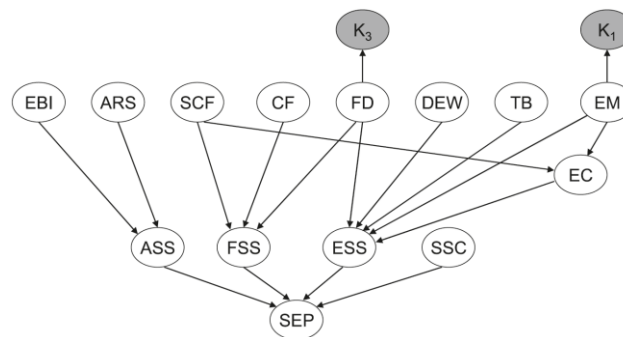 K3 K1
EBI ARS SCF CF FD DEW TB EM
EC
ASS FSS ESS SSC
SEP